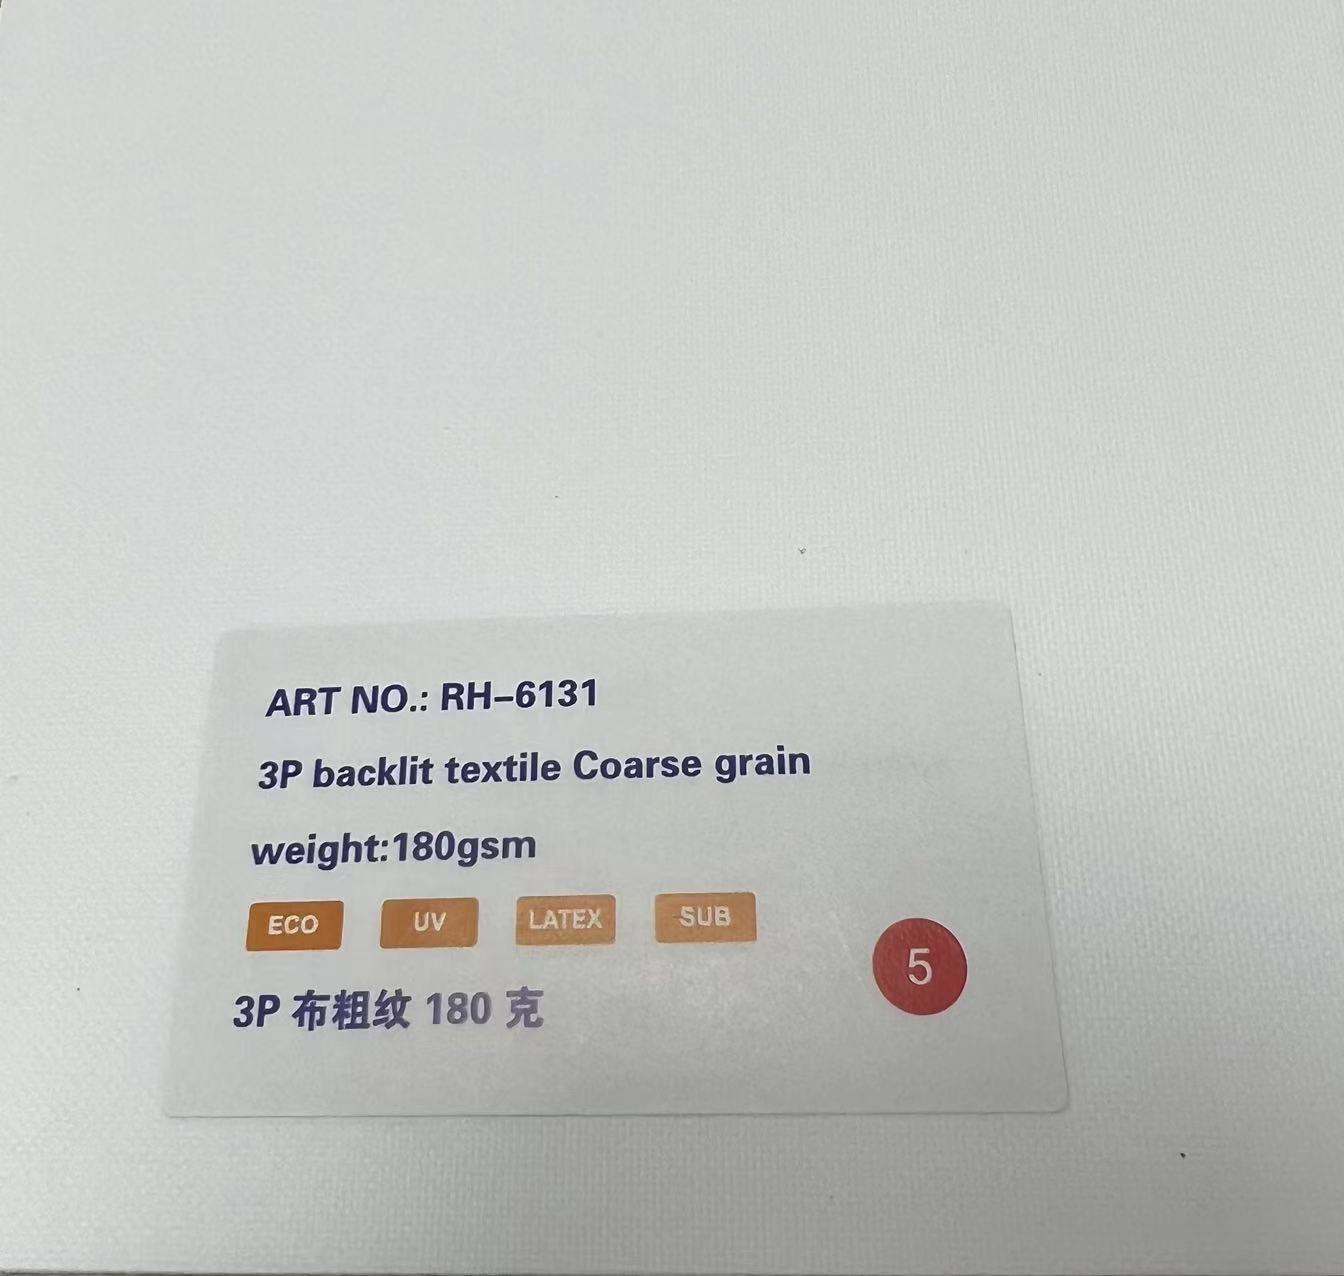 ART NO.: RH-6131
3P backlit textile Coarse grain
weight:180gsm
ECO UV LATEX SUB
5
3P 布粗纹 180 克